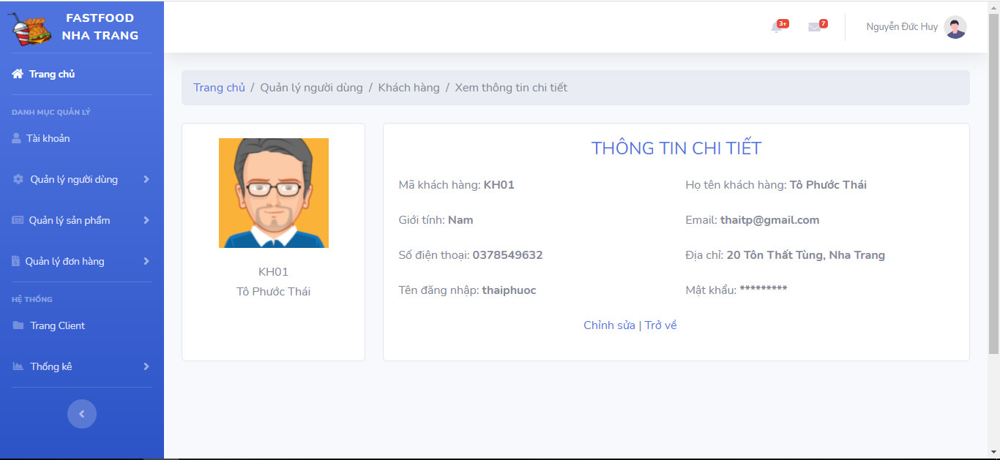 FASTFOOD
NHA TRANG
3+
7
Nguyễn Đức Huy
Trang chủ
DANH MỤC QUẢN LÝ
Tài khoản
Quản lý người dùng
Quản lý sản phẩm
Quản lý đơn hàng
HỆ THỐNG
Trang Client
Thống kê
Trang chủ / Quản lý người dùng / Khách hàng / Xem thông tin chi tiết
KH01
Tô Phước Thái
THÔNG TIN CHI TIẾT
Mã khách hàng: KH01
Họ tên khách hàng: Tô Phước Thái
Giới tính: Nam
Email: thaitp@gmail.com
Số điện thoại: 0378549632
Địa chỉ: 20 Tôn Thất Tùng, Nha Trang
Tên đăng nhập: thaiphuoc
Mật khẩu: *********
Chỉnh sửa | Trở về